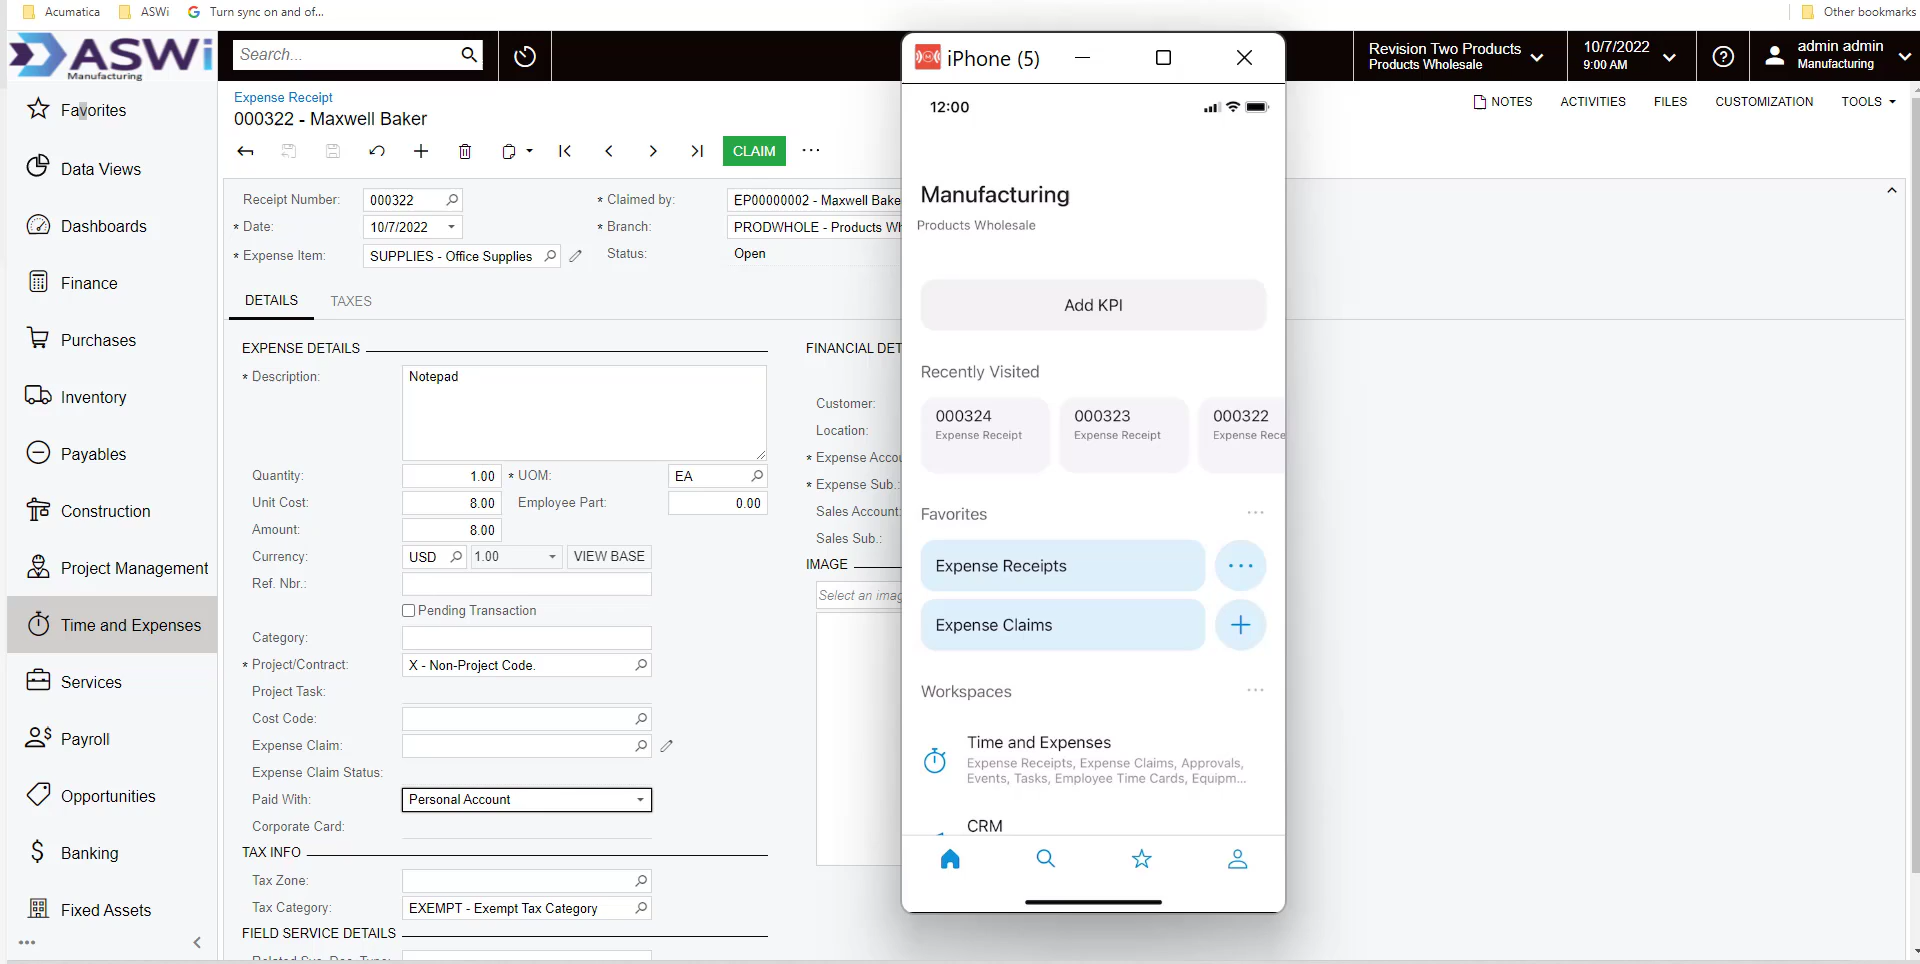 Acumatica
ASWi
Turn sync on and of...
Other bookmarks
ASWi
Manufacturing
Search...
iPhone (5)
Revision Two Products
Products Wholesale
10/7/2022
9:00 AM
admin admin
Manufacturing
Favorites
Data Views
Dashboards
Finance
Purchases
Inventory
Payables
Construction
Project Management
Time and Expenses
Services
Payroll
Opportunities
Banking
Fixed Assets
Expense Receipt
000322 - Maxwell Baker
NOTES
ACTIVITIES
FILES
CUSTOMIZATION
TOOLS
CLAIM
Receipt Number:
000322
* Date:
10/7/2022
* Expense Item:
SUPPLIES - Office Supplies
* Claimed by:
EP00000002 - Maxwell Bake
* Branch:
PRODWHOLE - Products Wh
Status:
Open
DETAILS
TAXES
EXPENSE DETAILS
* Description:
Notepad
Quantity:
1.00
* UOM:
EA
Unit Cost:
8.00
Employee Part:
0.00
Amount:
8.00
Currency:
USD
1.00
VIEW BASE
Ref. Nbr.:
Pending Transaction
Category:
* Project/Contract:
X - Non-Project Code.
Project Task:
Cost Code:
Expense Claim:
Expense Claim Status:
Paid With:
Personal Account
Corporate Card:
TAX INFO
Tax Zone:
Tax Category:
EXEMPT - Exempt Tax Category
FIELD SERVICE DETAILS
FINANCIAL DET
Customer:
Location:
* Expense Accou
* Expense Sub.:
Sales Account:
Sales Sub.:
IMAGE
Select an imag
12:00
Manufacturing
Products Wholesale
Add KPI
Recently Visited
000324
Expense Receipt
000323
Expense Receipt
000322
Expense Rece
Favorites
Expense Receipts
Expense Claims
Workspaces
Time and Expenses
Expense Receipts, Expense Claims, Approvals,
Events, Tasks, Employee Time Cards, Equipm...
CRM